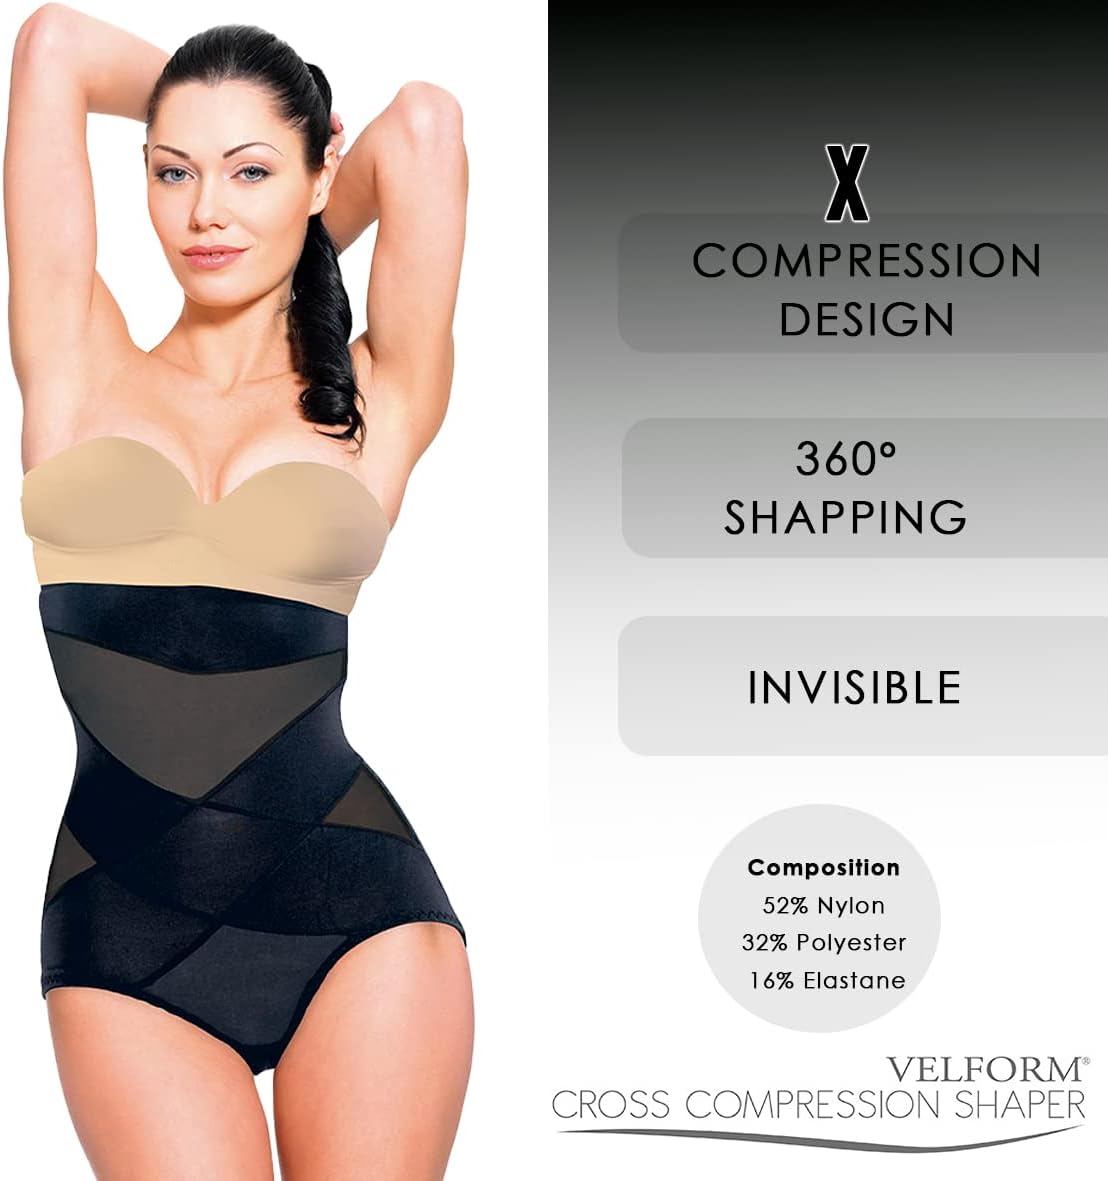 X
COMPRESSION
DESIGN
360°
SHAPPING
INVISIBLE
Composition
52% Nylon
32% Polyester
16% Elastane
VELFORM®
CROSS COMPRESSION SHAPER